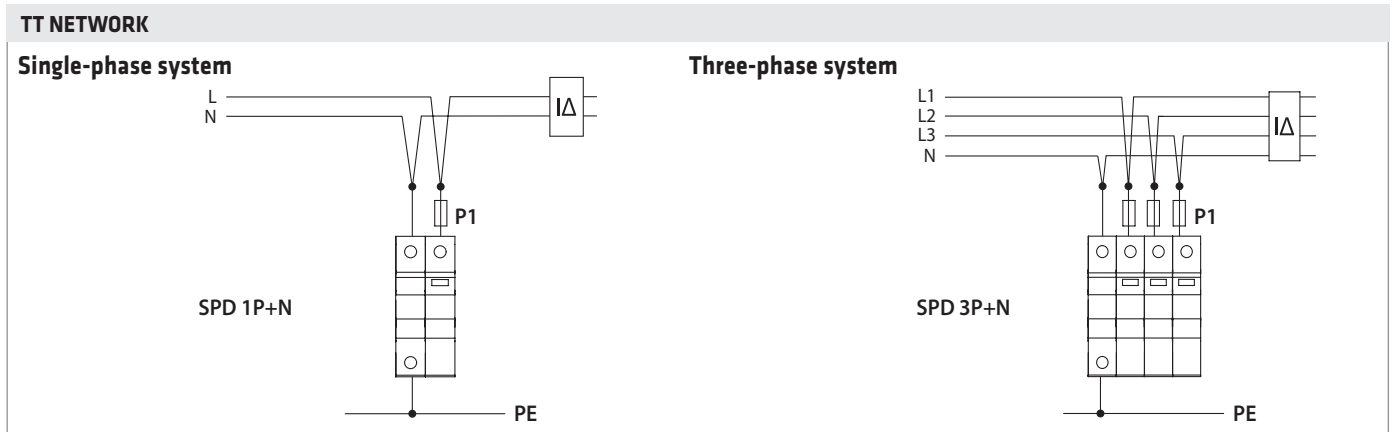 TT NETWORK
Single-phase system
L
N
IΔ
P1
SPD 1P+N
PE
Three-phase system
L1
L2
L3
N
IΔ
P1
SPD 3P+N
PE